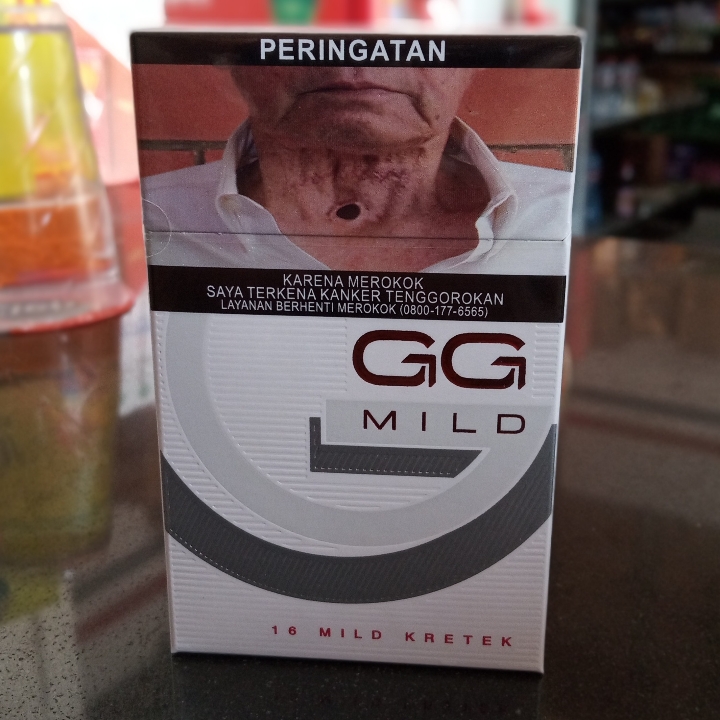 PERINGATAN
KARENA MEROKOK
SAYA TERKENA KANKER TENGGOROKAN
LAYANAN BERHENTI MEROKOK (0800-177-6565)
GG
MILD
16 MILD KRETEK